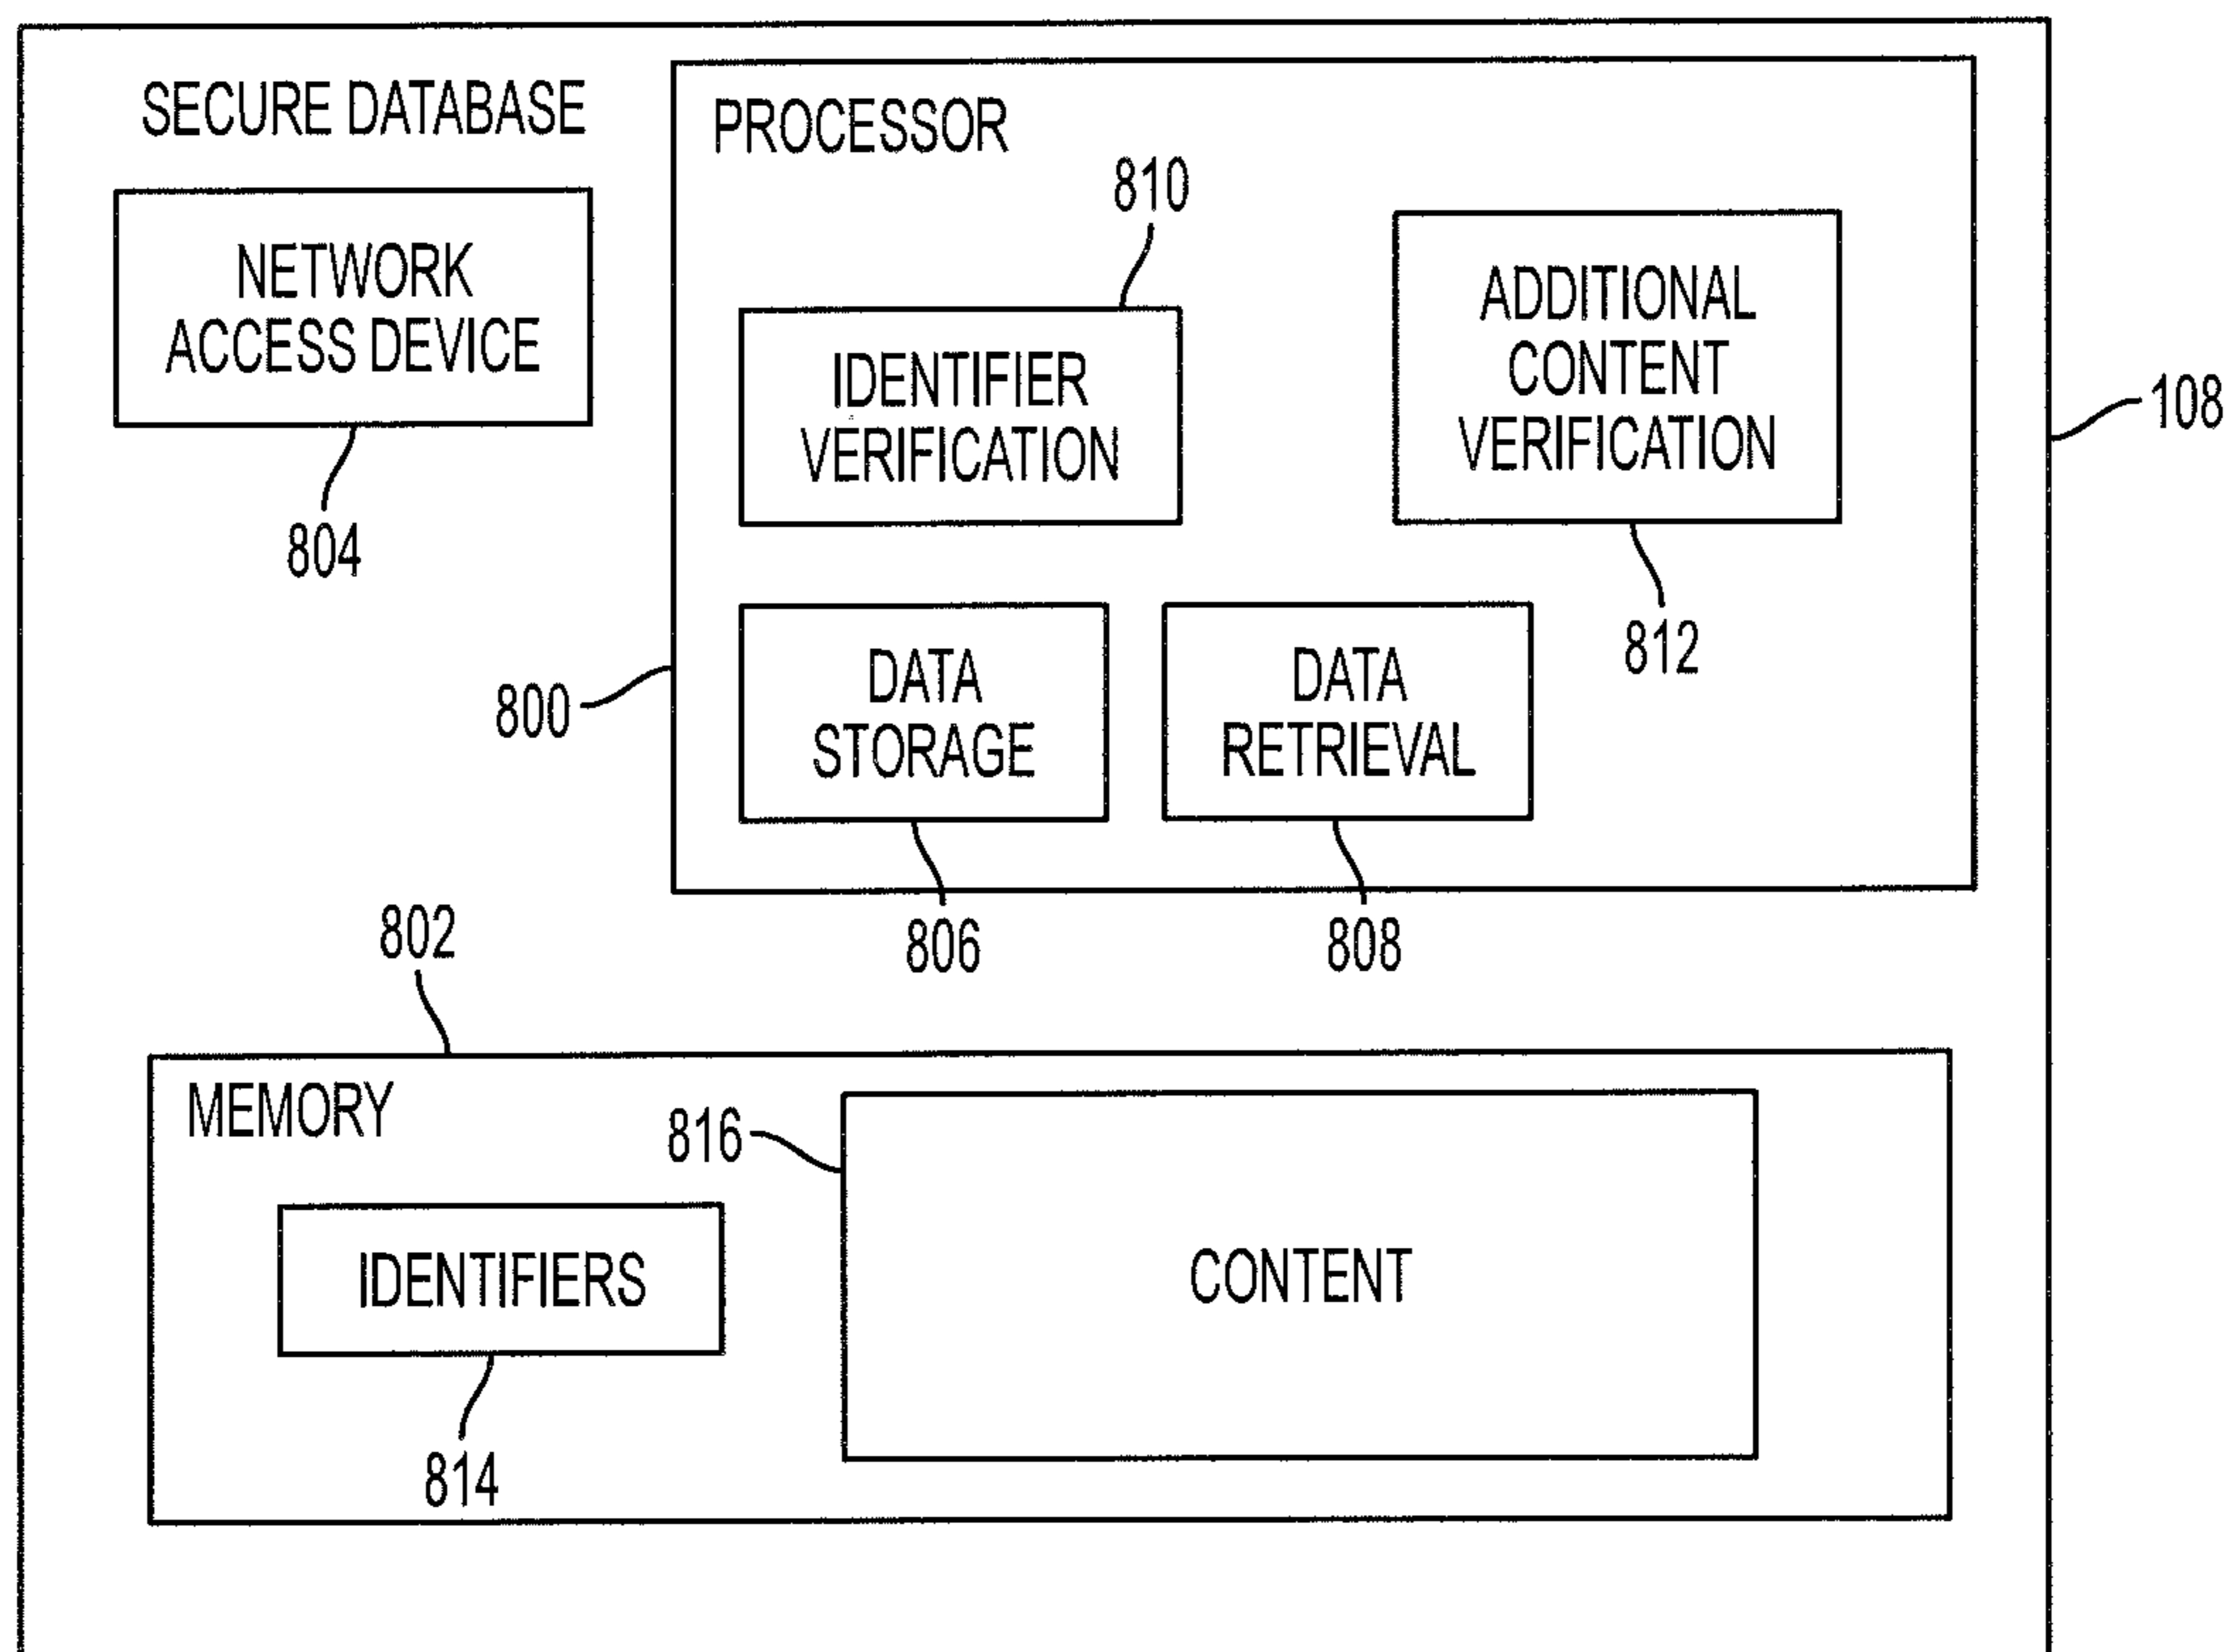 SECURE DATABASE
PROCESSOR
810
NETWORK
ACCESS DEVICE
ADDITIONAL
CONTENT
VERIFICATION
IDENTIFIER
VERIFICATION
108
804
812
DATA
STORAGE
DATA
RETRIEVAL
800
806
808
802
MEMORY
816
IDENTIFIERS
CONTENT
814